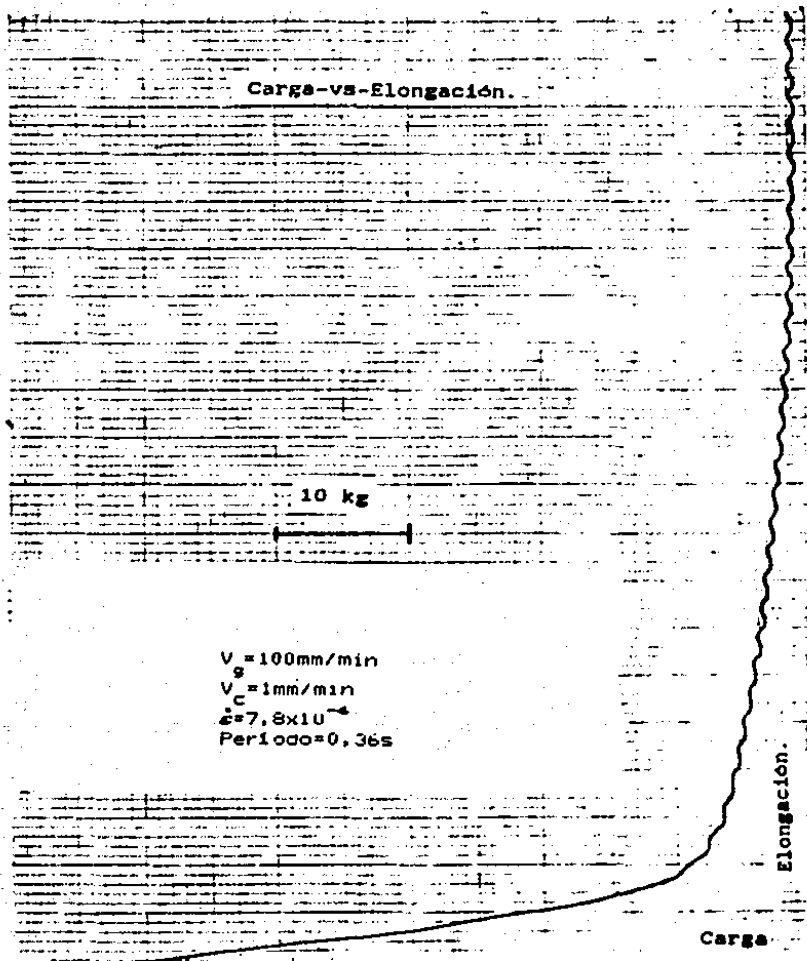 Carga-vs-Elongación.
10 kg
V_g=100mm/min
V_c=1mm/min
ε̇=7,8x10⁻⁴
Periodo=0,36s
Elongación.
Carga